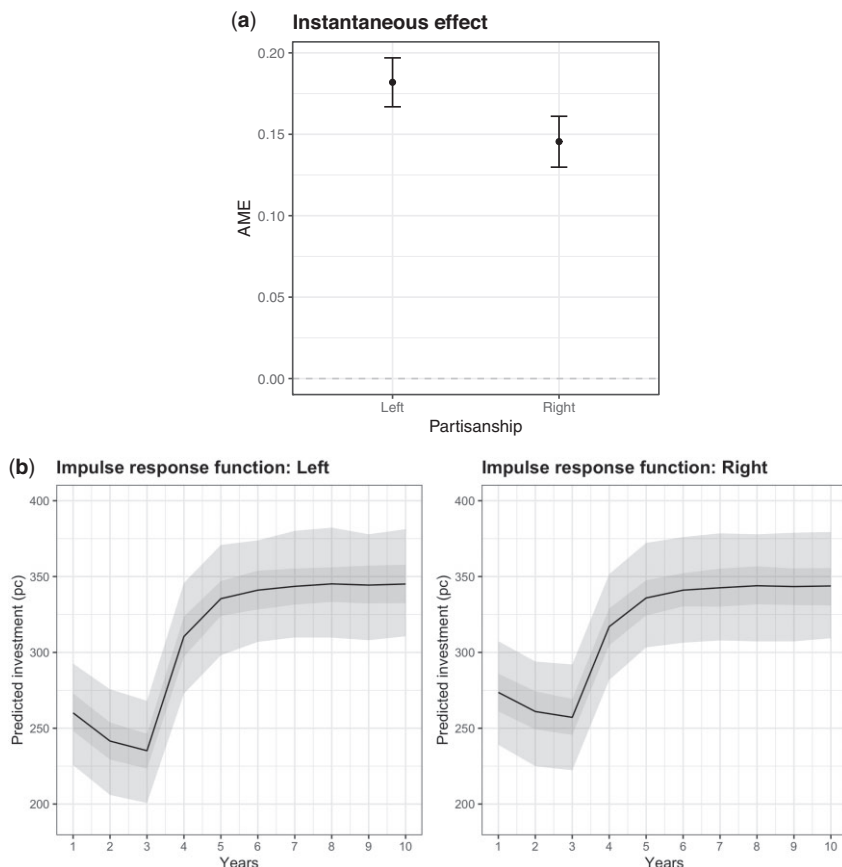 (a) Instantaneous effect
0.20
0.15
0.10
0.05
0.00
AME
Left Right
Partisanship
(b) Impulse response function: Left
400
350
300
250
200
Predicted investment (pc)
1 2 3 4 5 6 7 8 9 10
Years
Impulse response function: Right
400
350
300
250
200
Predicted investment (pc)
1 2 3 4 5 6 7 8 9 10
Years